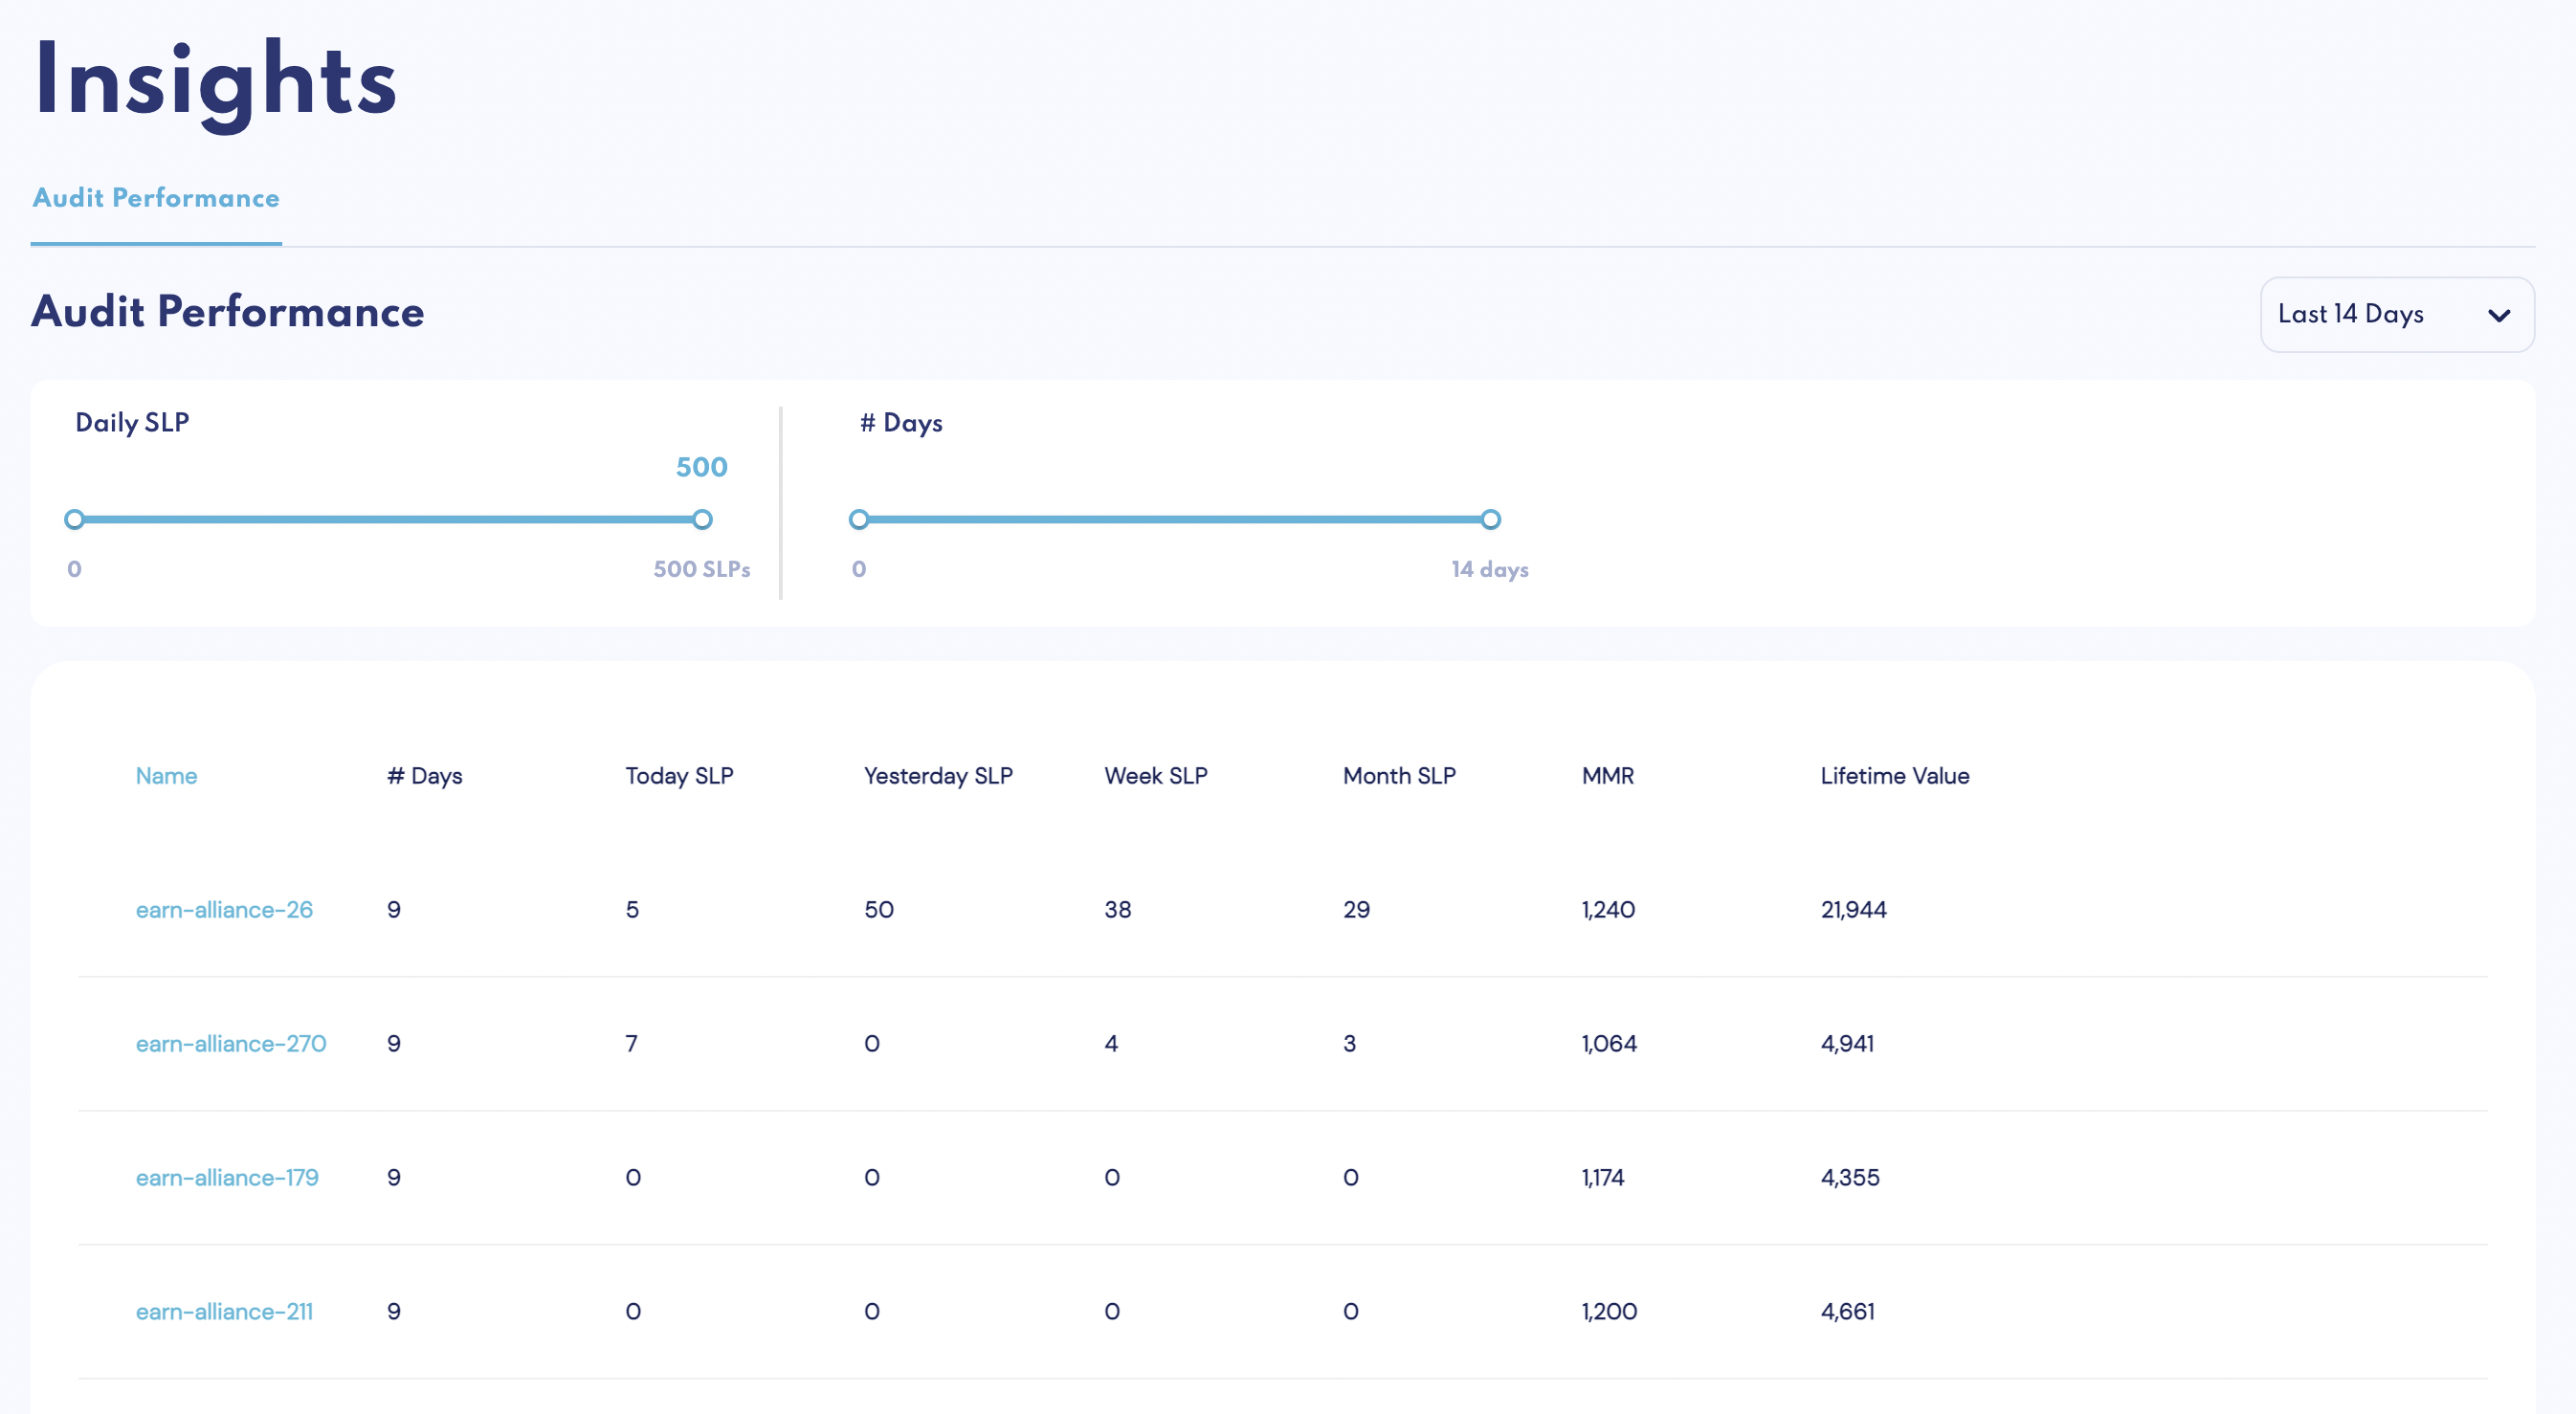 Insights
Audit Performance
Audit Performance
Last 14 Days
Daily SLP
# Days
500
0
500 SLPs
0
14 days
Name # Days Today SLP Yesterday SLP Week SLP Month SLP MMR Lifetime Value
earn-alliance-26 9 5 50 38 29 1,240 21,944
earn-alliance-270 9 7 0 4 3 1,064 4,941
earn-alliance-179 9 0 0 0 0 1,174 4,355
earn-alliance-211 9 0 0 0 0 1,200 4,661